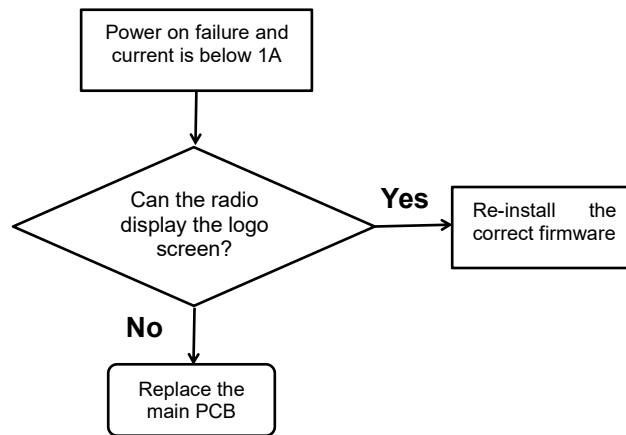 Power on failure and
current is below 1A
Can the radio
display the logo
screen?
Yes
Re-install the
correct firmware
No
Replace the
main PCB